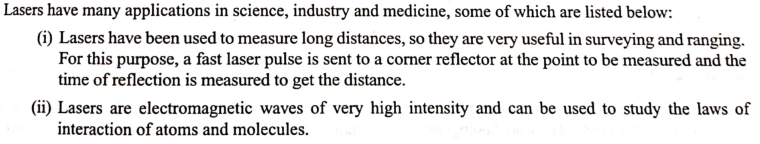 Lasers have many applications in science, industry and medicine, some of which are listed below:
(i) Lasers have been used to measure long distances, so they are very useful in surveying and ranging.
For this purpose, a fast laser pulse is sent to a corner reflector at the point to be measured and the
time of reflection is measured to get the distance.
(ii) Lasers are electromagnetic waves of very high intensity and can be used to study the laws of
interaction of atoms and molecules.